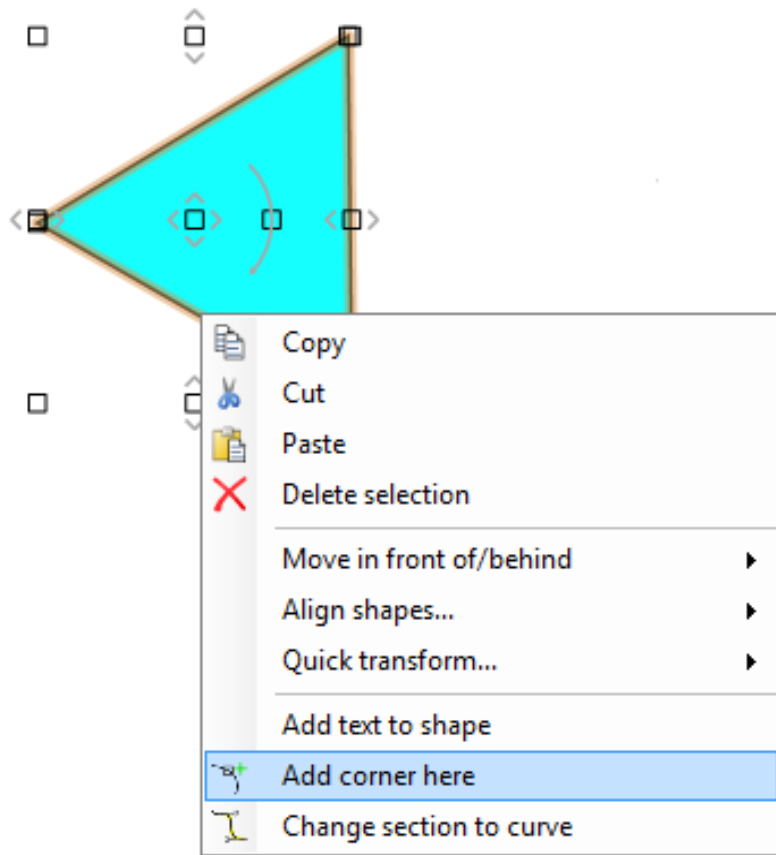 Copy
Cut
Paste
Delete selection
Move in front of/behind
Align shapes...
Quick transform...
Add text to shape
Add corner here
Change section to curve